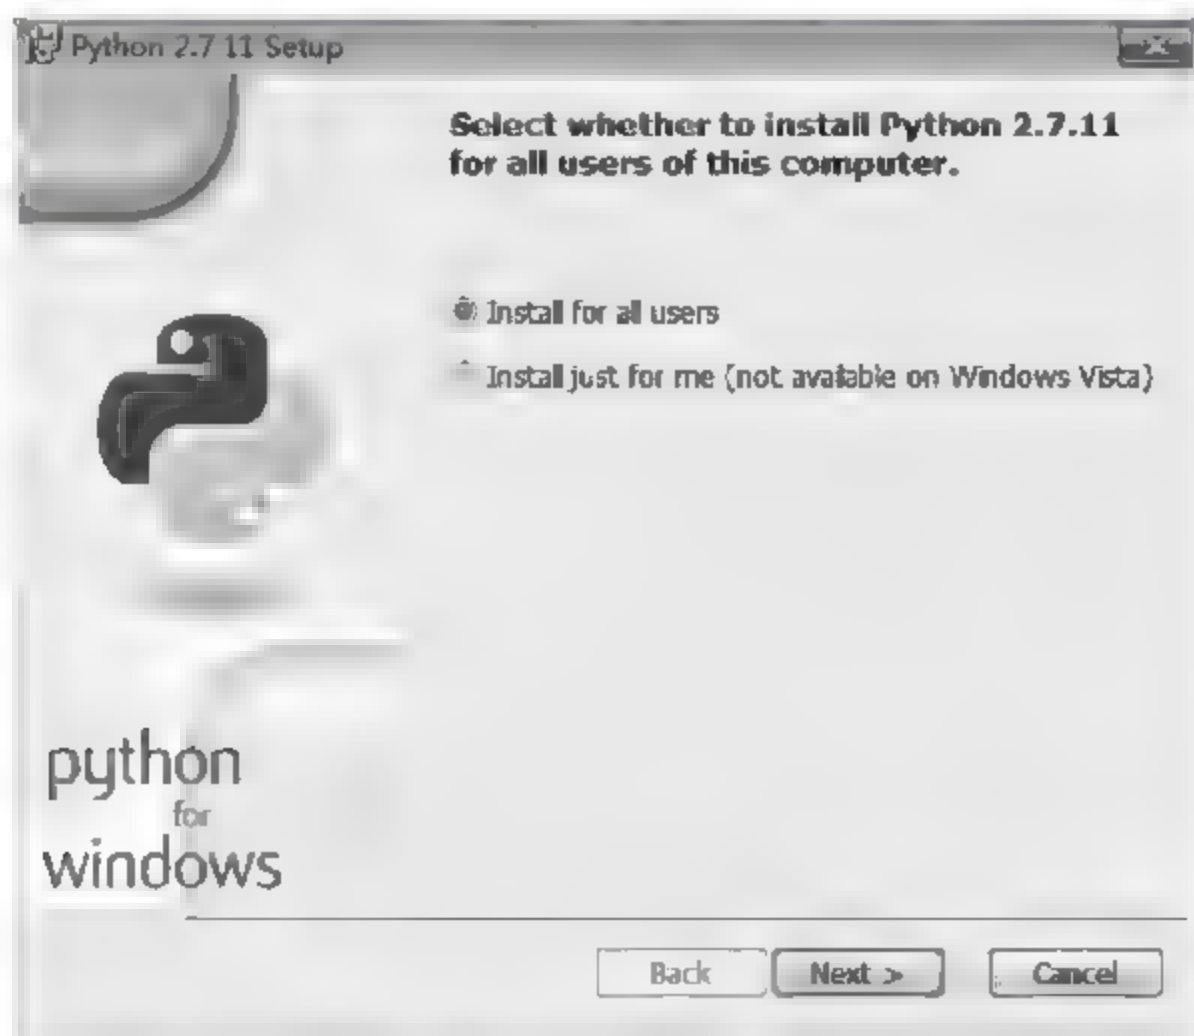 Python 2.7 11 Setup
Select whether to install Python 2.7.11
for all users of this computer.
Install for all users
Install just for me (not available on Windows Vista)
python
for
windows
Back
Next >
Cancel